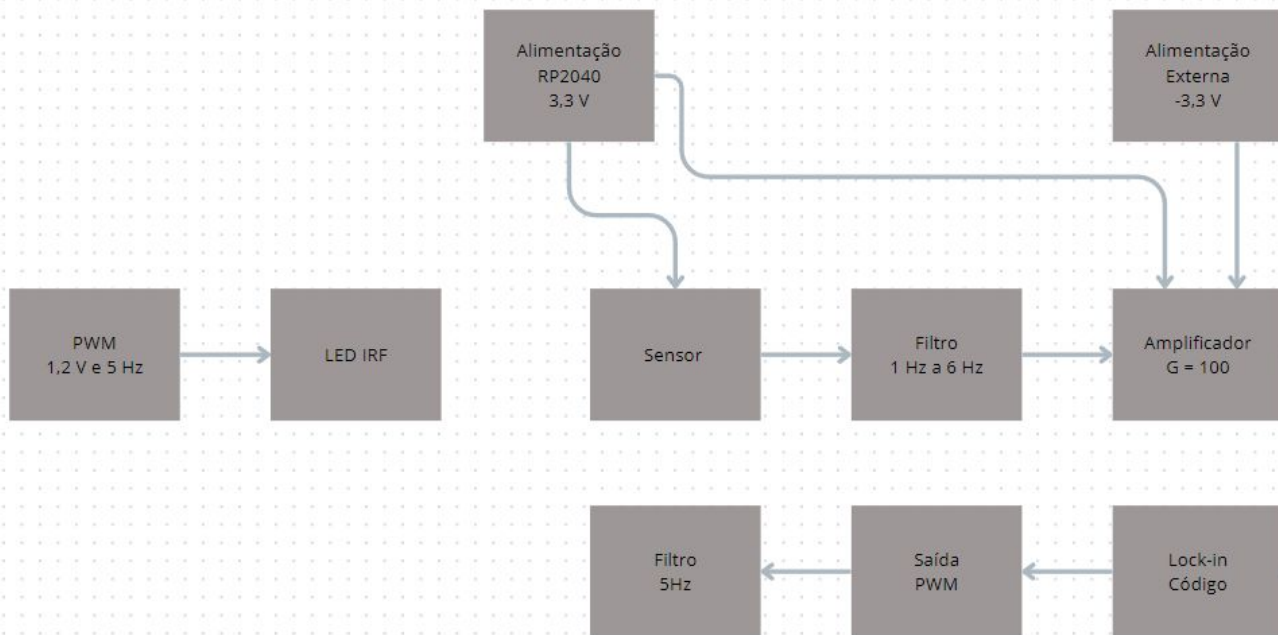 Alimentação
RP2040
3,3 V
Alimentação
Externa
-3,3 V
PWM
1,2 V e 5 Hz
LED IRF
Sensor
Filtro
1 Hz a 6 Hz
Amplificador
G = 100
Filtro
5Hz
Saída
PWM
Lock-in
Código